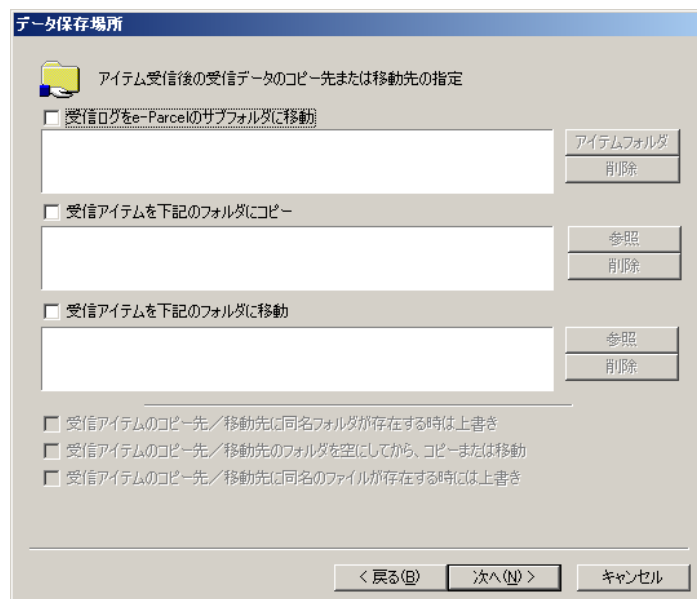 データ保存場所
アイテム受信後の受信データのコピー先または移動先の指定
受信ログをe-Parcelのサブフォルダに移動
アイテムフォルダ
削除
受信アイテムを下記のフォルダにコピー
参照
削除
受信アイテムを下記のフォルダに移動
参照
削除
受信アイテムのコピー先／移動先に同名フォルダが存在する時は上書き
受信アイテムのコピー先／移動先のフォルダを空にしてから、コピーまたは移動
受信アイテムのコピー先／移動先に同名のファイルが存在する時には上書き
< 戻る(B) 次へ(N) > キャンセル